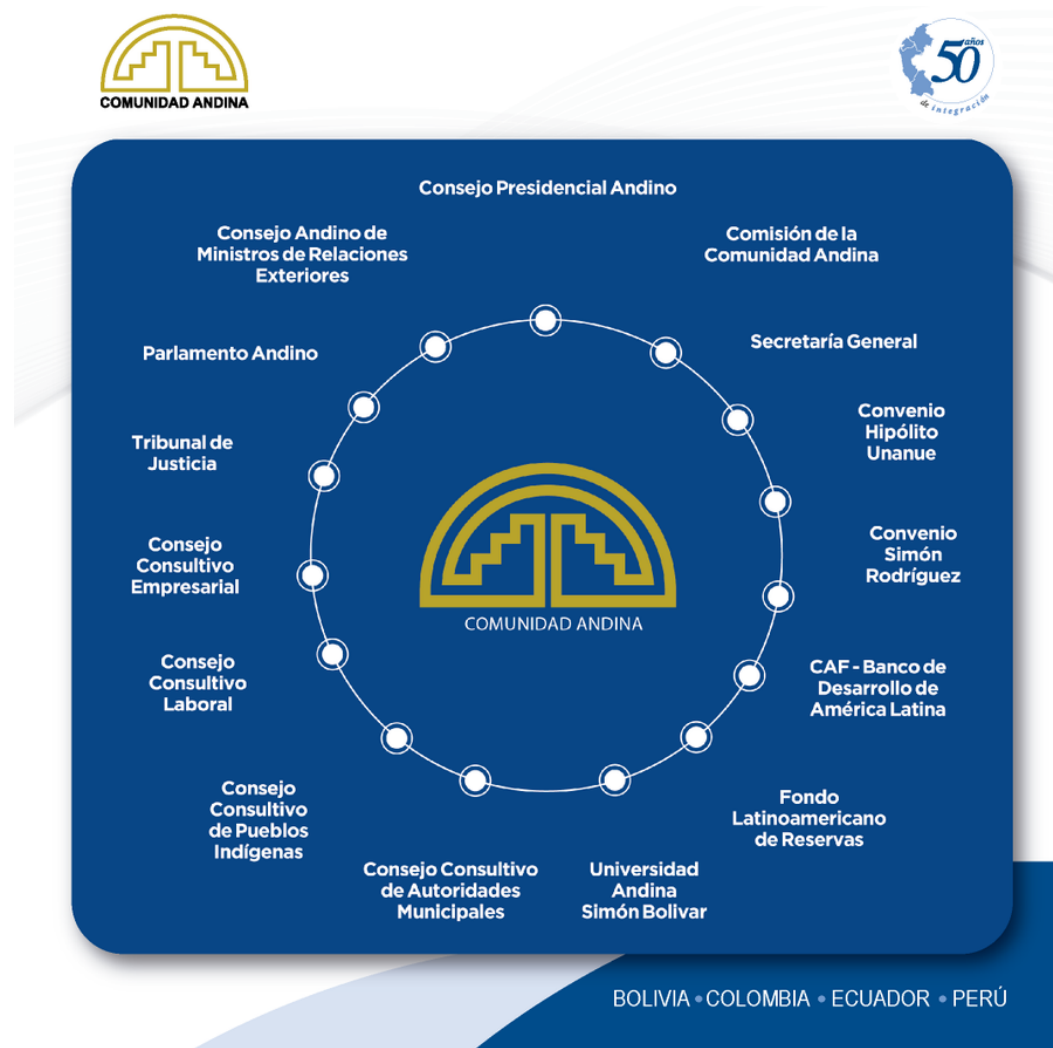 COMUNIDAD ANDINA
50
años
de integración
Consejo Presidencial Andino
Consejo Andino de
Ministros de Relaciones
Exteriores
Comisión de la
Comunidad Andina
Parlamento Andino
Secretaría General
Tribunal de
Justicia
Convenio
Hipólito
Unanue
Consejo
Consultivo
Empresarial
Convenio
Simón
Rodríguez
COMUNIDAD ANDINA
Consejo
Consultivo
Laboral
CAF - Banco de
Desarrollo de
América Latina
Consejo
Consultivo
de Pueblos
Indígenas
Fondo
Latinoamericano
de Reservas
Consejo Consultivo
de Autoridades
Municipales
Universidad
Andina
Simón Bolivar
BOLIVIA • COLOMBIA • ECUADOR • PERÚ